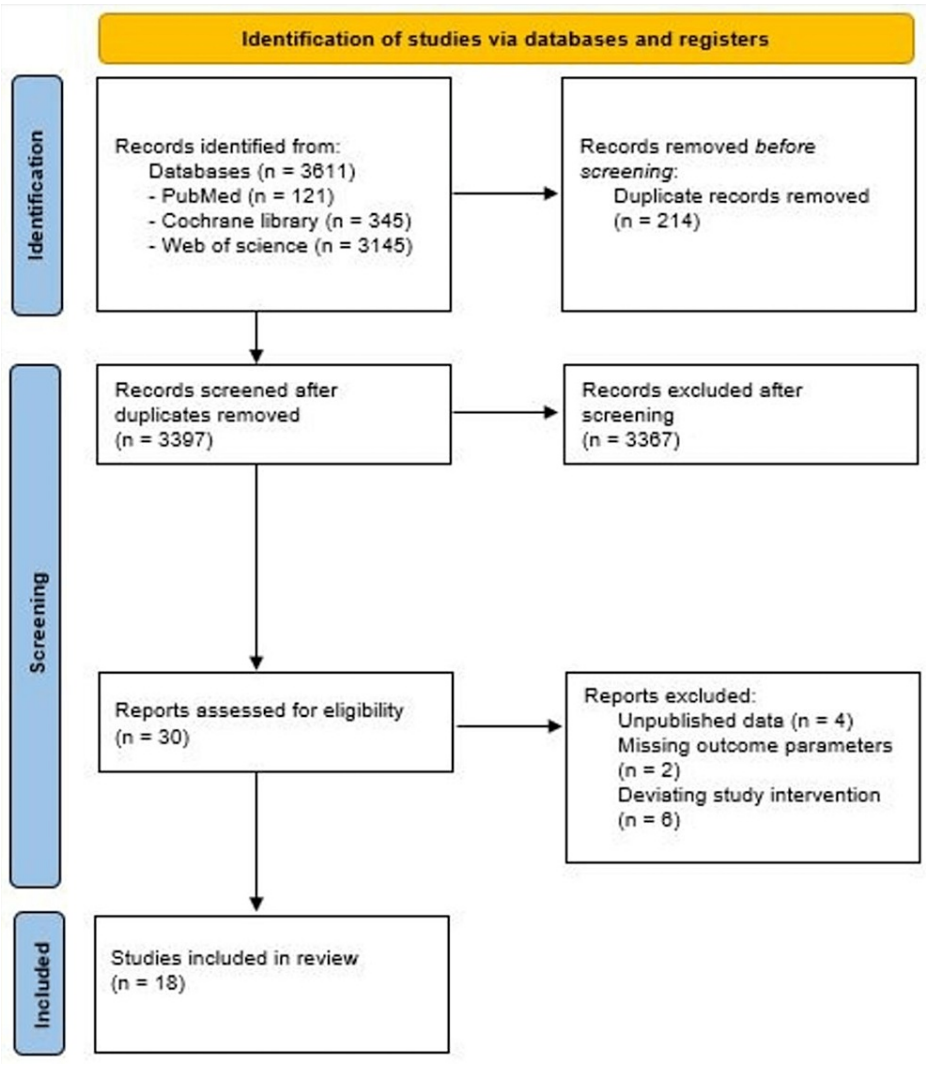 Identification of studies via databases and registers
Identification
Records identified from:
Databases (n = 3611)
- PubMed (n = 121)
- Cochrane library (n = 345)
- Web of science (n = 3145)
Records removed before
screening:
Duplicate records removed
(n = 214)
Screening
Records screened after
duplicates removed
(n = 3397)
Records excluded after
screening
(n = 3367)
Reports assessed for eligibility
(n = 30)
Reports excluded:
Unpublished data (n = 4)
Missing outcome parameters
(n = 2)
Deviating study intervention
(n = 6)
Included
Studies included in review
(n = 18)